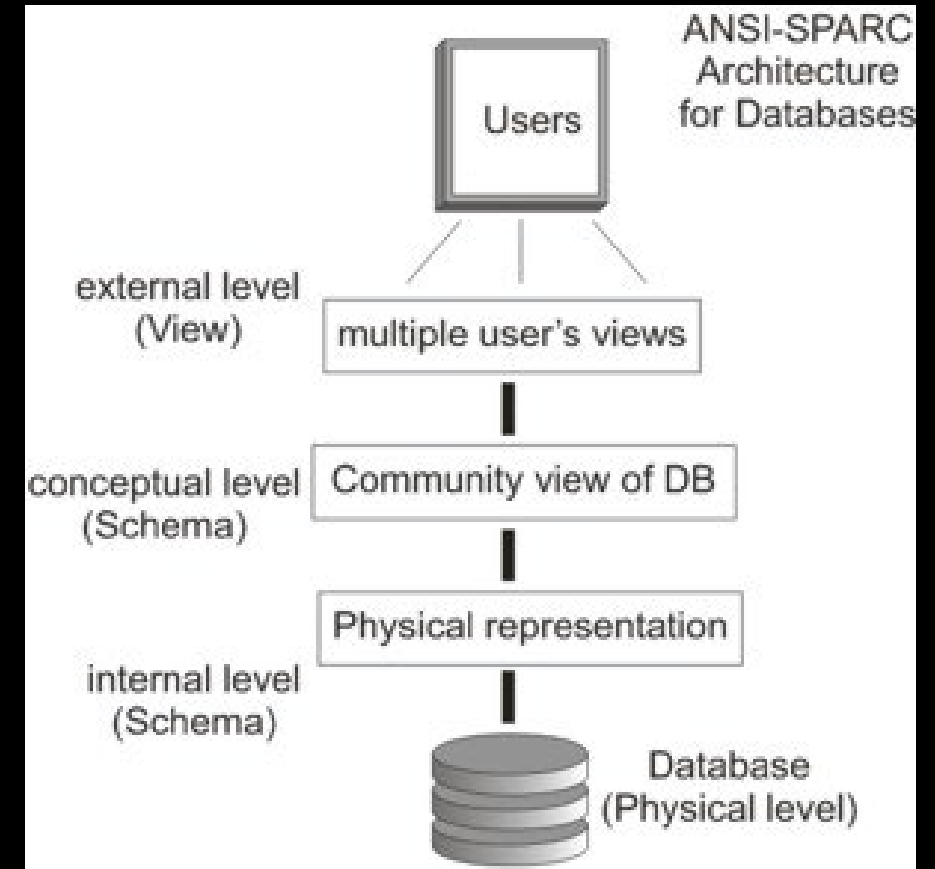 ANSI-SPARC
Architecture
for Databases
Users
external level
(View)
multiple user's views
conceptual level
(Schema)
Community view of DB
Physical representation
internal level
(Schema)
Database
(Physical level)